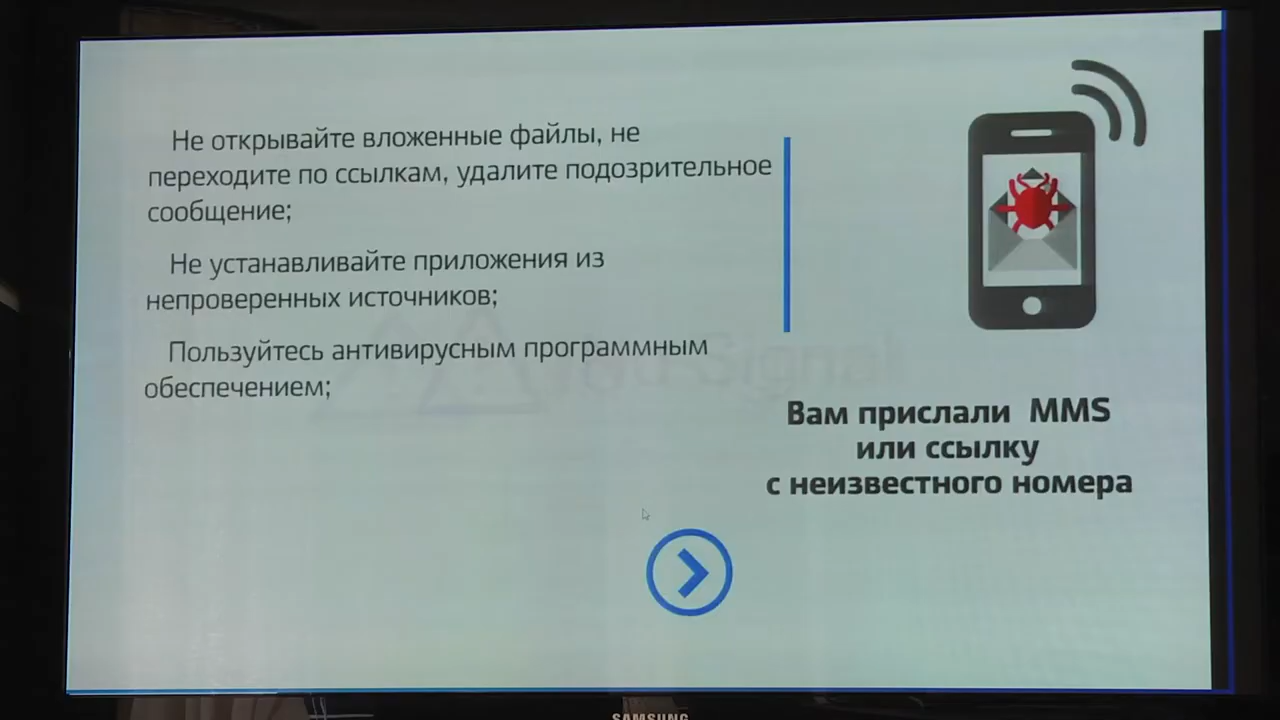 Не открывайте вложенные файлы, не
переходите по ссылкам, удалите подозрительное
сообщение;
Не устанавливайте приложения из
непроверенных источников;
Пользуйтесь антивирусным программным
обеспечением;
Вам прислали MMS
или ссылку
с неизвестного номера
SAMSUNG